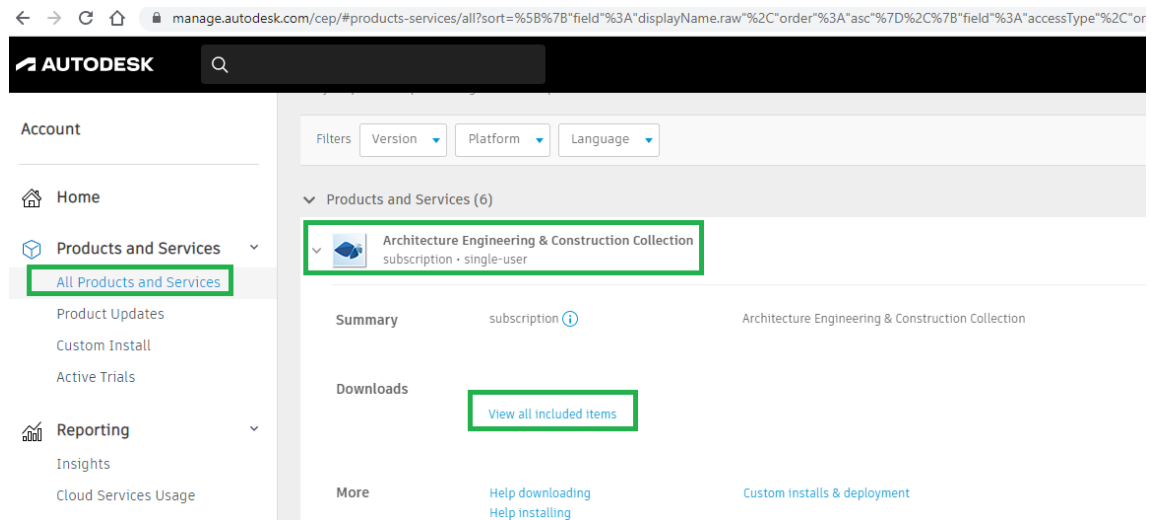 manage.autodesk.com/cep/#products-services/all?sort=%5B%7B"field"%3A"displayName.raw"%2C"order"%3A"asc"%7D%2C%7B"field"%3A"accessType"%2C"or
AUTODESK
Account
Home
Products and Services
All Products and Services
Product Updates
Custom Install
Active Trials
Reporting
Insights
Cloud Services Usage
Filters Version Platform Language
Products and Services (6)
Architecture Engineering & Construction Collection
subscription • single-user
Summary subscription Architecture Engineering & Construction Collection
Downloads
View all included items
More Help downloading Custom installs & deployment
Help installing